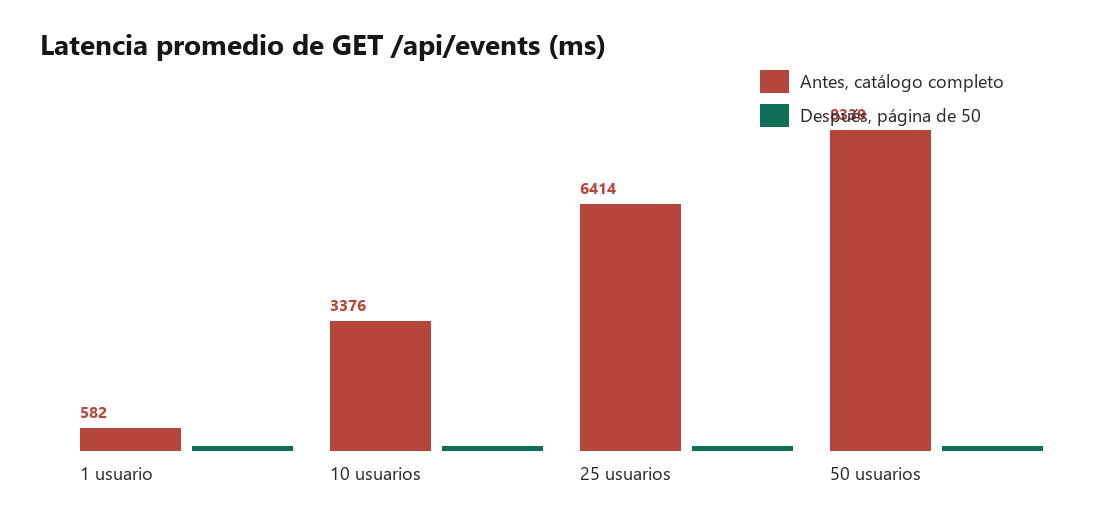 Latencia promedio de GET /api/events (ms)
Antes, catálogo completo
Después, página de 50
8339
6414
3376
582
1 usuario
10 usuarios
25 usuarios
50 usuarios